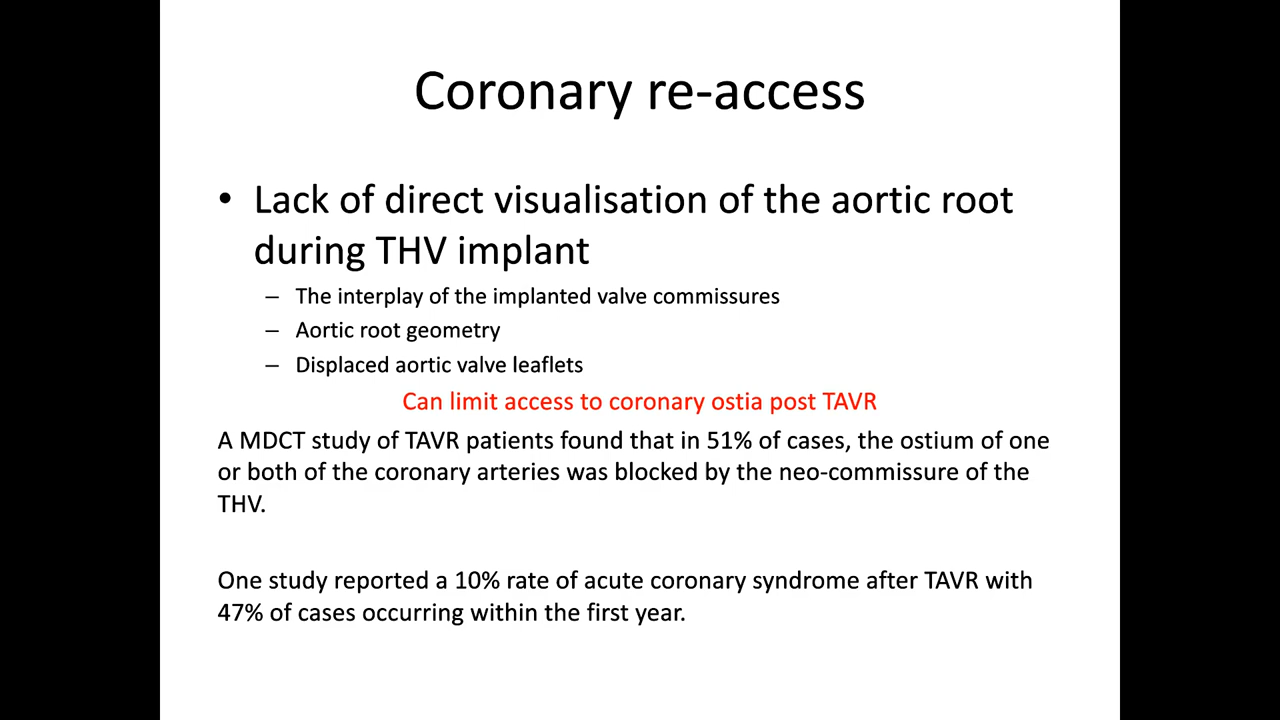 Coronary re-access
• Lack of direct visualisation of the aortic root
during THV implant
– The interplay of the implanted valve commissures
– Aortic root geometry
– Displaced aortic valve leaflets
Can limit access to coronary ostia post TAVR
A MDCT study of TAVR patients found that in 51% of cases, the ostium of one
or both of the coronary arteries was blocked by the neo-commissure of the
THV.
One study reported a 10% rate of acute coronary syndrome after TAVR with
47% of cases occurring within the first year.